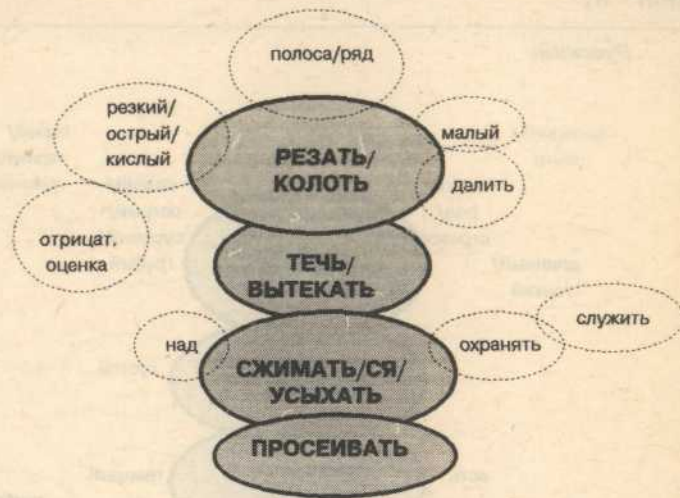 полоса/ряд
резкий/
острый/
кислый
РЕЗАТЬ/
КОЛОТЬ
малый
далить
отрицат.
оценка
ТЕЧЬ/
ВЫТЕКАТЬ
над
СЖИМАТЬ/СЯ/
УСЫХАТЬ
охранять
служить
ПРОСЕИВАТЬ